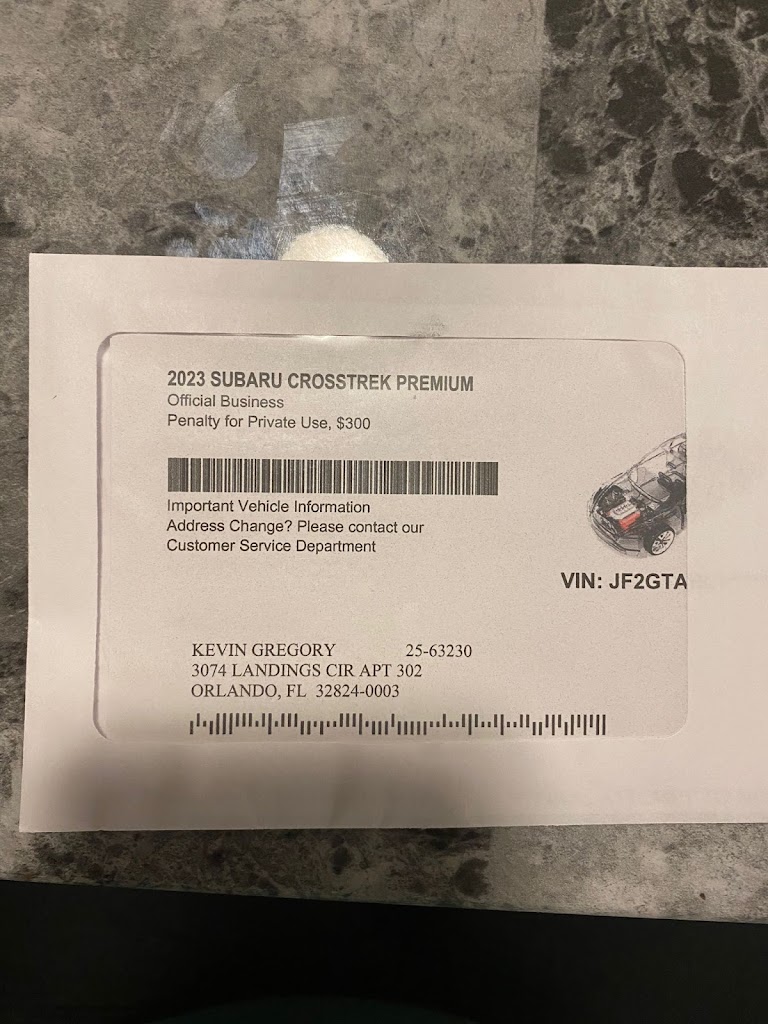 2023 SUBARU CROSSTREK PREMIUM
Official Business
Penalty for Private Use, $300
Important Vehicle Information
Address Change? Please contact our
Customer Service Department
VIN: JF2GTA
KEVIN GREGORY 25-63230
3074 LANDINGS CIR APT 302
ORLANDO, FL 32824-0003